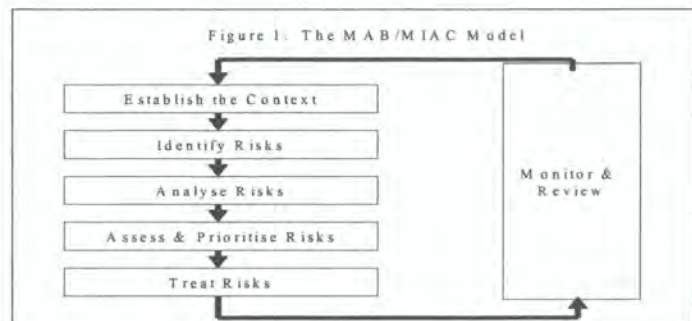 Figure 1. The MAB/MIAC Model
Establish the Context
Identify Risks
Analyse Risks
Assess & Prioritise Risks
Treat Risks
Monitor &
Review